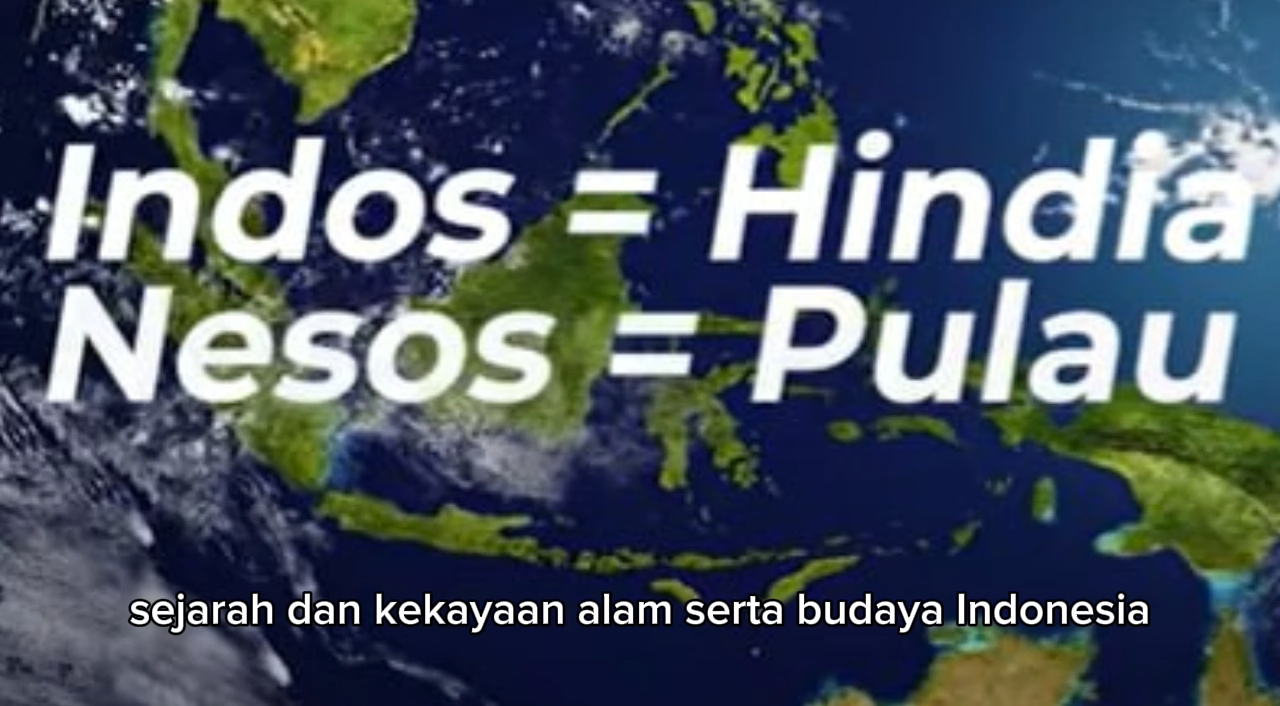 Indos = Hindia
Nesos = Pulau
sejarah dan kekayaan alam serta budaya Indonesia